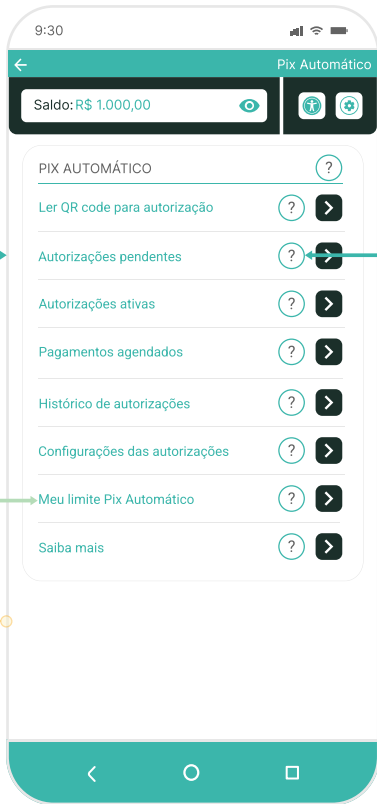 9:30
Pix Automático
Saldo: R$ 1.000,00
PIX AUTOMÁTICO ?
Ler QR code para autorização ?
Autorizações pendentes ?
Autorizações ativas ?
Pagamentos agendados ?
Histórico de autorizações ?
Configurações das autorizações ?
Meu limite Pix Automático ?
Saiba mais ?